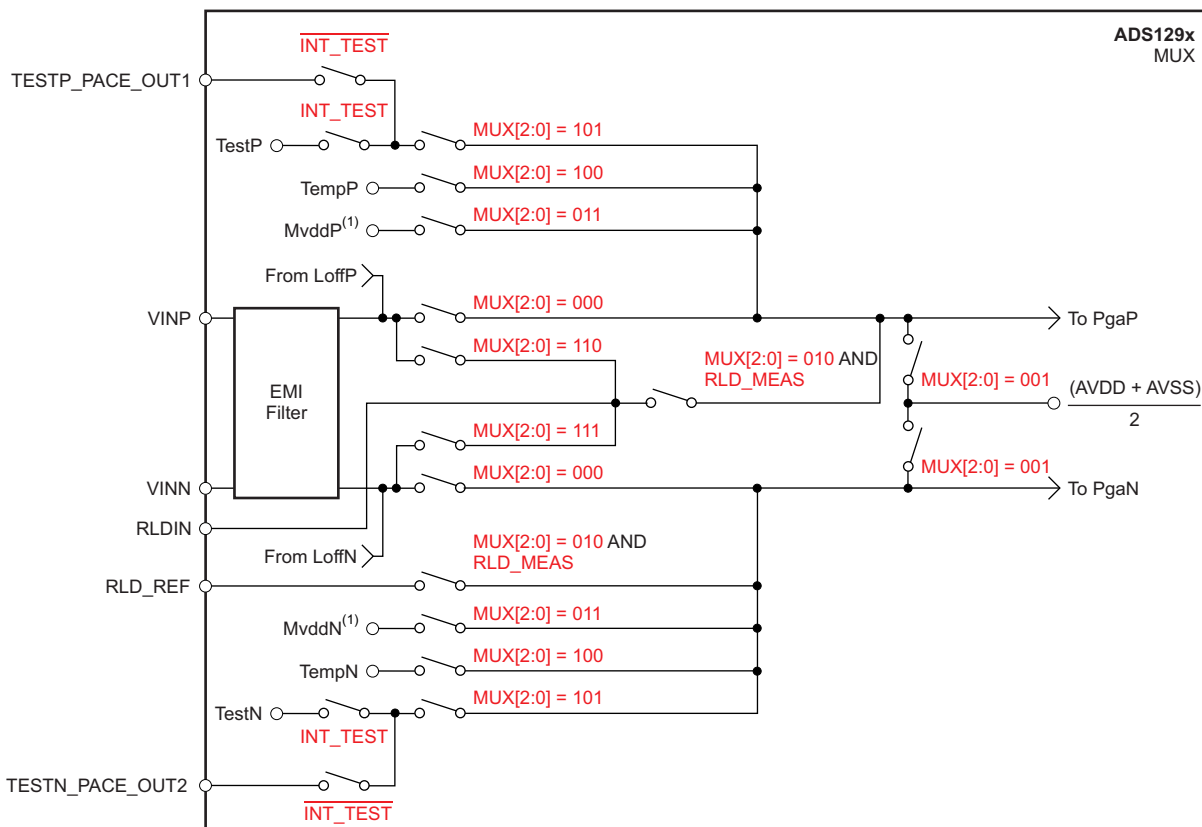 ADS129x
MUX
INT_TEST
TESTP_PACE_OUT1
INT_TEST
MUX[2:0] = 101
TestP
MUX[2:0] = 100
TempP
MUX[2:0] = 011
MvddP(1)
From LoffP
MUX[2:0] = 000
VINP
To PgaP
MUX[2:0] = 110
MUX[2:0] = 010 AND
RLD_MEAS
MUX[2:0] = 001
EMI
Filter
(AVDD + AVSS)
2
MUX[2:0] = 111
MUX[2:0] = 000
MUX[2:0] = 001
VINN
To PgaN
RLDIN
From LoffN
MUX[2:0] = 010 AND
RLD_MEAS
RLD_REF
MUX[2:0] = 011
MvddN(1)
MUX[2:0] = 100
TempN
MUX[2:0] = 101
TestN
INT_TEST
TESTN_PACE_OUT2
INT_TEST